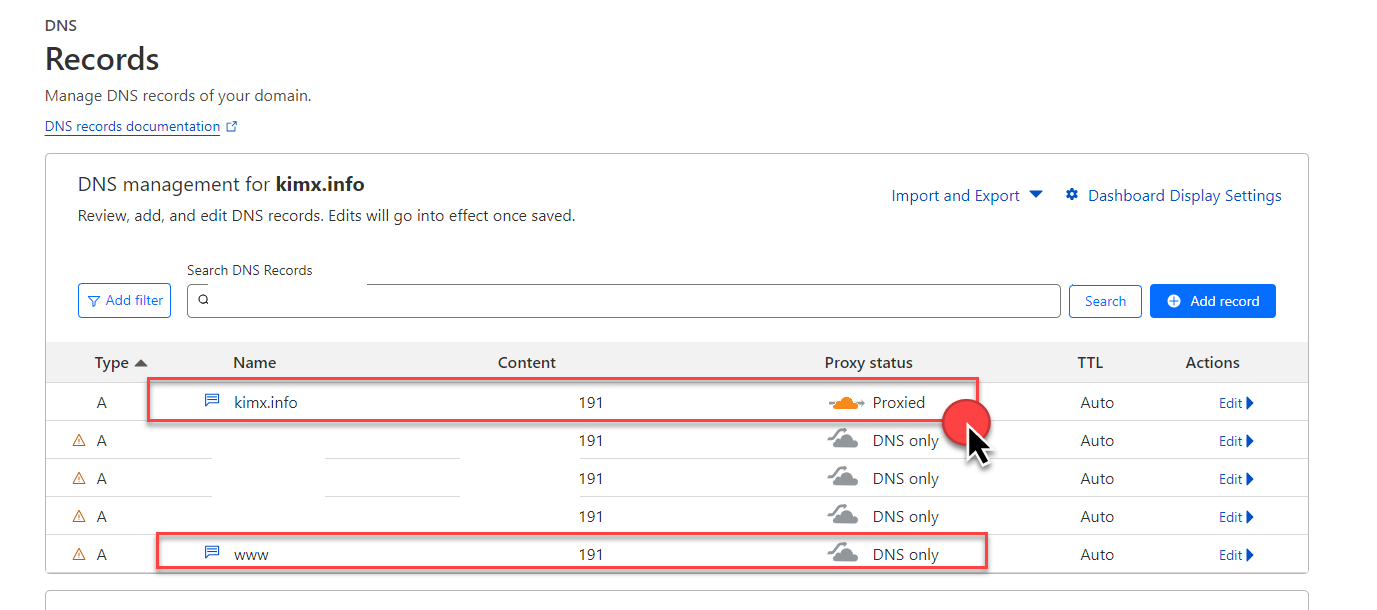 DNS
Records
Manage DNS records of your domain.
DNS records documentation
DNS management for kimx.info
Review, add, and edit DNS records. Edits will go into effect once saved.
Import and Export
Dashboard Display Settings
Search DNS Records
Add filter
Search
Add record
Type Name Content Proxy status TTL Actions
A kimx.info 191 Proxied Auto Edit
A 191 DNS only Auto Edit
A 191 DNS only Auto Edit
A 191 DNS only Auto Edit
A www 191 DNS only Auto Edit